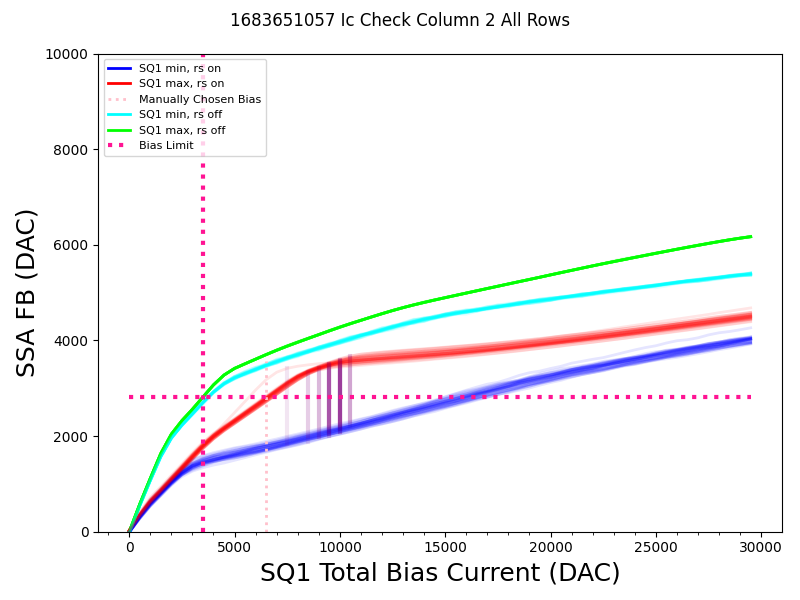 1683651057 Ic Check Column 2 All Rows
10000
8000
6000
4000
2000
0
SSA FB (DAC)
SQ1 min, rs on
SQ1 max, rs on
Manually Chosen Bias
SQ1 min, rs off
SQ1 max, rs off
Bias Limit
0 5000 10000 15000 20000 25000 30000
SQ1 Total Bias Current (DAC)